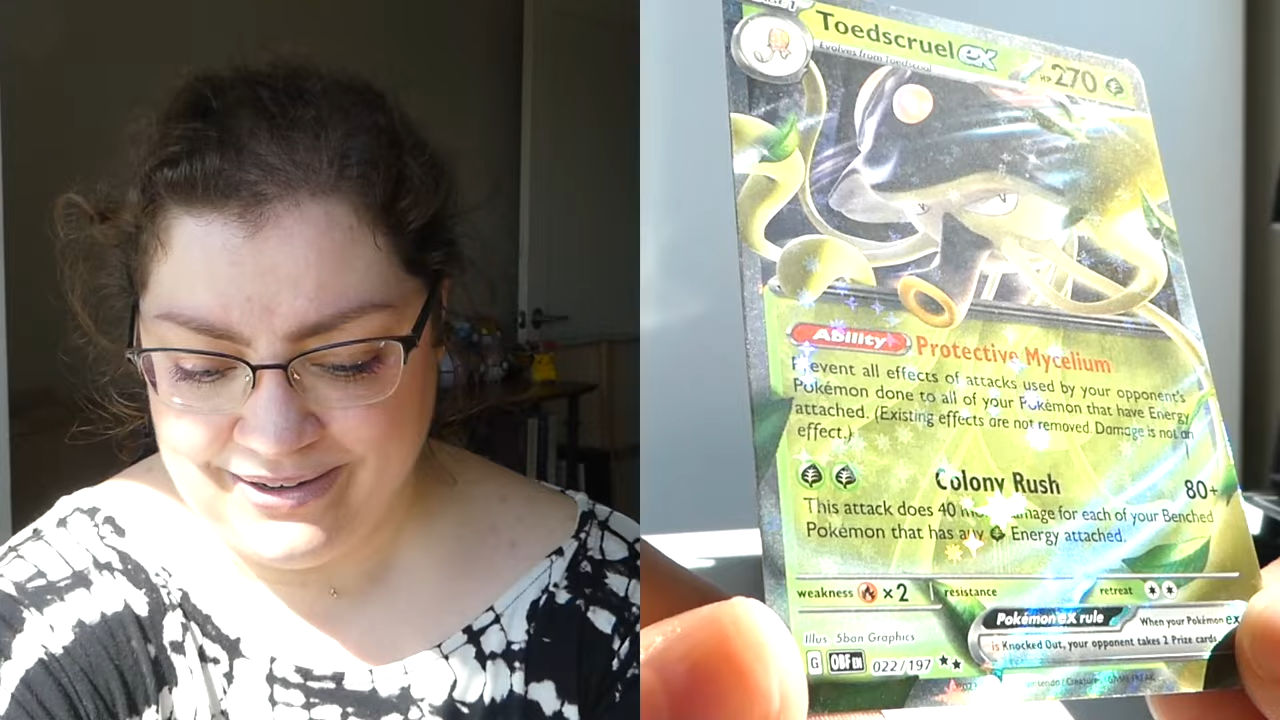 Toedscruel ex
HP 270
Evolves from Toedscool
Ability Protective Mycelium
Prevent all effects of attacks used by your opponent's
Pokémon done to all of your Pokémon that have Energy
attached. (Existing effects are not removed. Damage is not an
effect.)
Colony Rush 80+
This attack does 40 more damage for each of your Benched
Pokémon that has any Energy attached.
weakness ×2 resistance retreat
Pokémon ex rule When your Pokémon ex
is Knocked Out, your opponent takes 2 Prize cards.
Illus. 5ban Graphics
G OBF EN 022/197 ★★